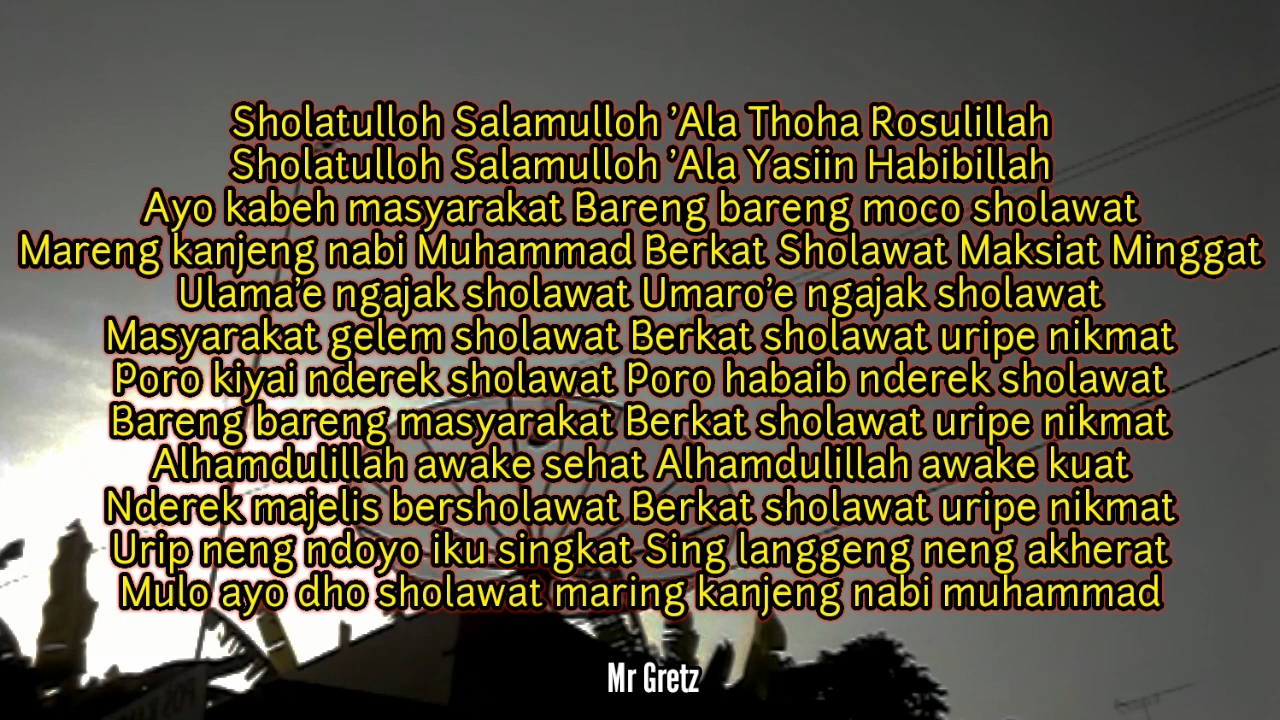 Sholatulloh Salamulloh 'Ala Thoha Rosulillah
Sholatulloh Salamulloh 'Ala Yasiin Habibillah
Ayo kabeh masyarakat Bareng bareng moco sholawat
Mareng kanjeng nabi Muhammad Berkat Sholawat Maksiat Minggat
Ulama'e ngajak sholawat Umaro'e ngajak sholawat
Masyarakat gelem sholawat Berkat sholawat uripe nikmat
Poro kiyai nderek sholawat Poro habaib nderek sholawat
Bareng bareng masyarakat Berkat sholawat uripe nikmat
Alhamdulillah awake sehat Alhamdulillah awake kuat
Nderek majelis bersholawat Berkat sholawat uripe nikmat
Urip neng ndoyo iku singkat Sing langgeng neng akherat
Mulo ayo dho sholawat maring kanjeng nabi muhammad
Mr Gretz